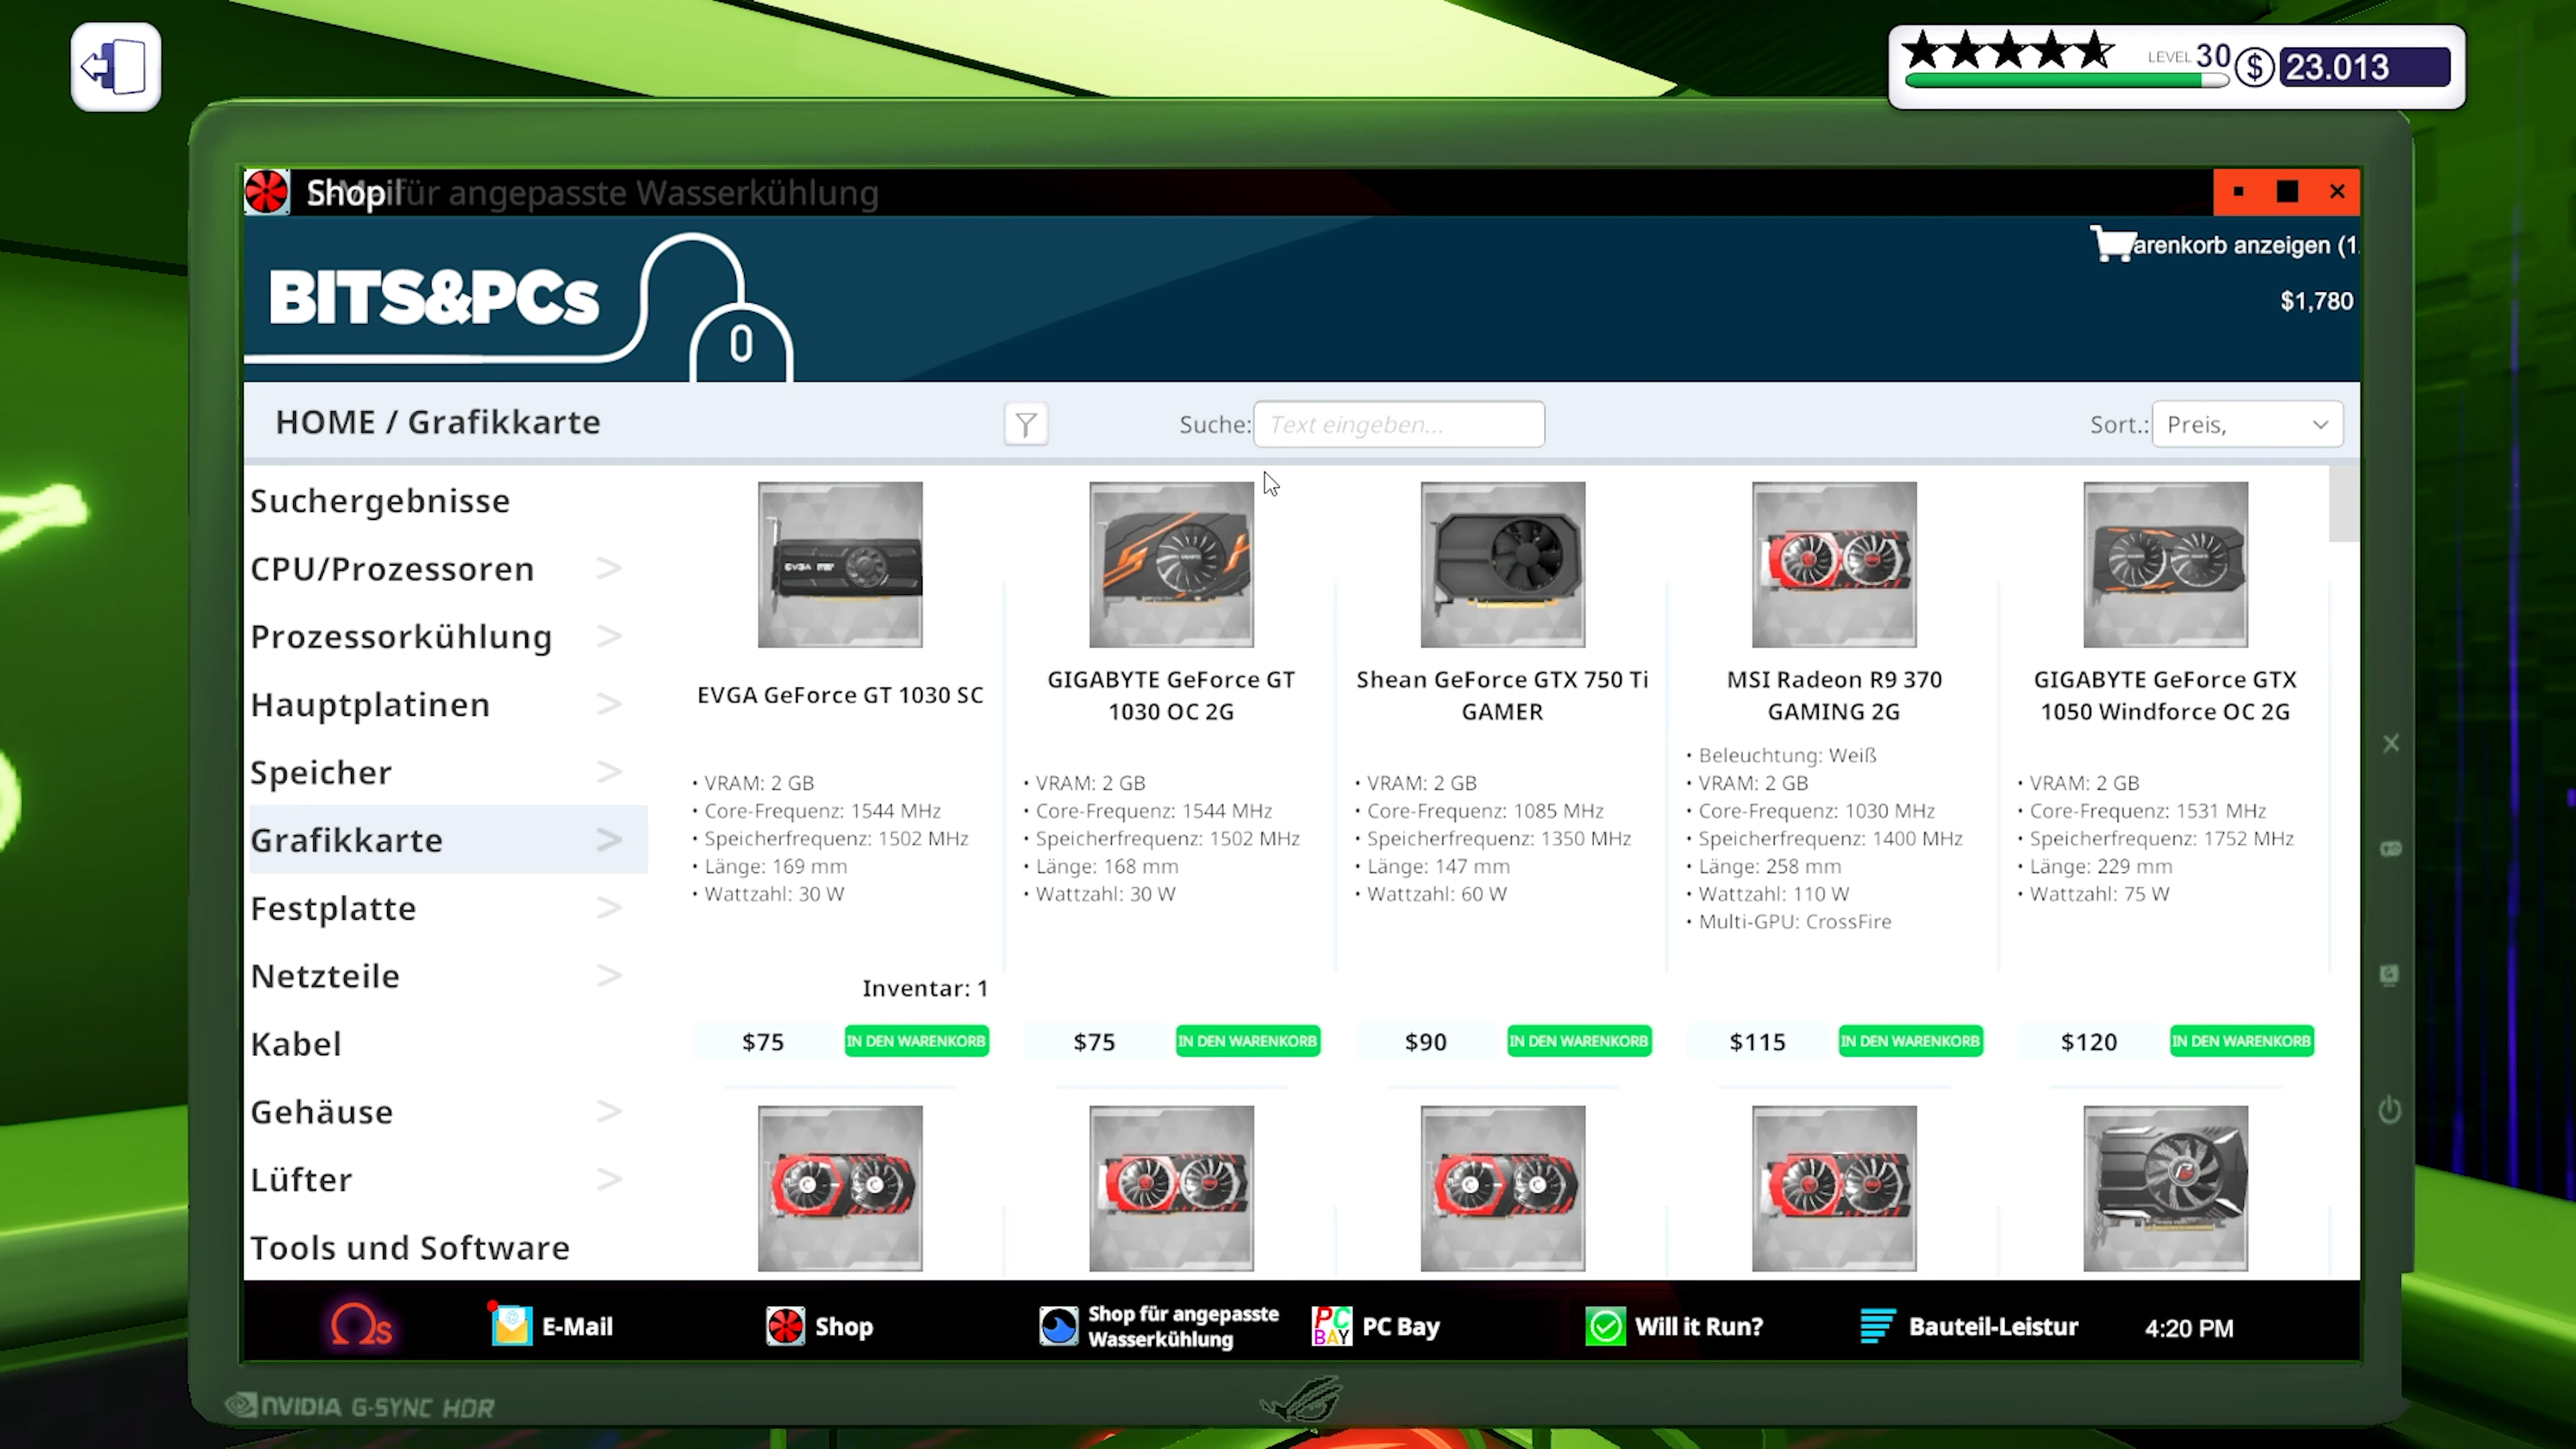 LEVEL 30 $ 23.013
Shop für angepasste Wasserkühlung
arenkorb anzeigen (1.
BITS&PCs
$1,780
HOME / Grafikkarte
Suche: Text eingeben...
Sort.: Preis,
Suchergebnisse
CPU/Prozessoren >
Prozessorkühlung >
Hauptplatinen >
Speicher >
Grafikkarte >
Festplatte >
Netzteile >
Kabel
Gehäuse >
Lüfter >
Tools und Software
EVGA GeForce GT 1030 SC
• VRAM: 2 GB
• Core-Frequenz: 1544 MHz
• Speicherfrequenz: 1502 MHz
• Länge: 169 mm
• Wattzahl: 30 W
Inventar: 1
$75 IN DEN WARENKORB
GIGABYTE GeForce GT
1030 OC 2G
• VRAM: 2 GB
• Core-Frequenz: 1544 MHz
• Speicherfrequenz: 1502 MHz
• Länge: 168 mm
• Wattzahl: 30 W
$75 IN DEN WARENKORB
Shean GeForce GTX 750 Ti
GAMER
• VRAM: 2 GB
• Core-Frequenz: 1085 MHz
• Speicherfrequenz: 1350 MHz
• Länge: 147 mm
• Wattzahl: 60 W
$90 IN DEN WARENKORB
MSI Radeon R9 370
GAMING 2G
• Beleuchtung: Weiß
• VRAM: 2 GB
• Core-Frequenz: 1030 MHz
• Speicherfrequenz: 1400 MHz
• Länge: 258 mm
• Wattzahl: 110 W
• Multi-GPU: CrossFire
$115 IN DEN WARENKORB
GIGABYTE GeForce GTX
1050 Windforce OC 2G
• VRAM: 2 GB
• Core-Frequenz: 1531 MHz
• Speicherfrequenz: 1752 MHz
• Länge: 229 mm
• Wattzahl: 75 W
$120 IN DEN WARENKORB
Ωs
E-Mail
Shop
Shop für angepasste
Wasserkühlung
PC
BAY
PC Bay
Will it Run?
Bauteil-Leistur
4:20 PM
NVIDIA G-SYNC HDR